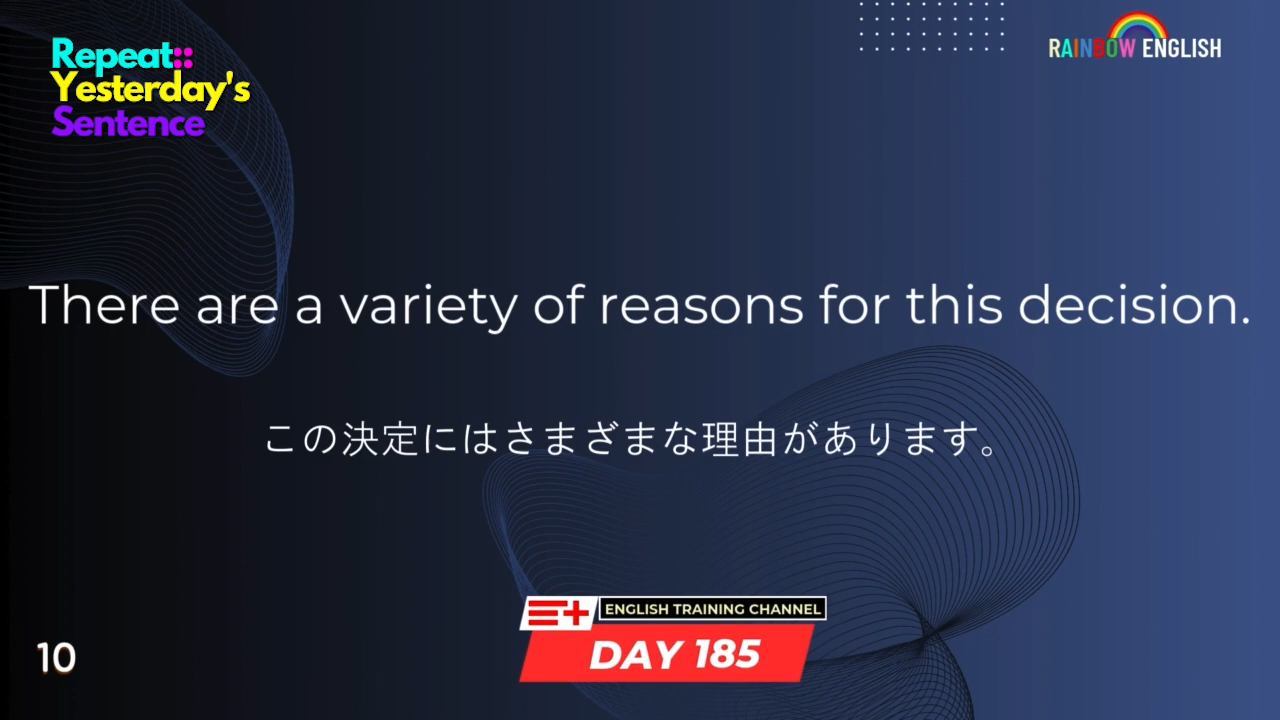 Repeat::
Yesterday's
Sentence
RAINBOW ENGLISH
There are a variety of reasons for this decision.
この決定にはさまざまな理由があります。
ENGLISH TRAINING CHANNEL
DAY 185
10